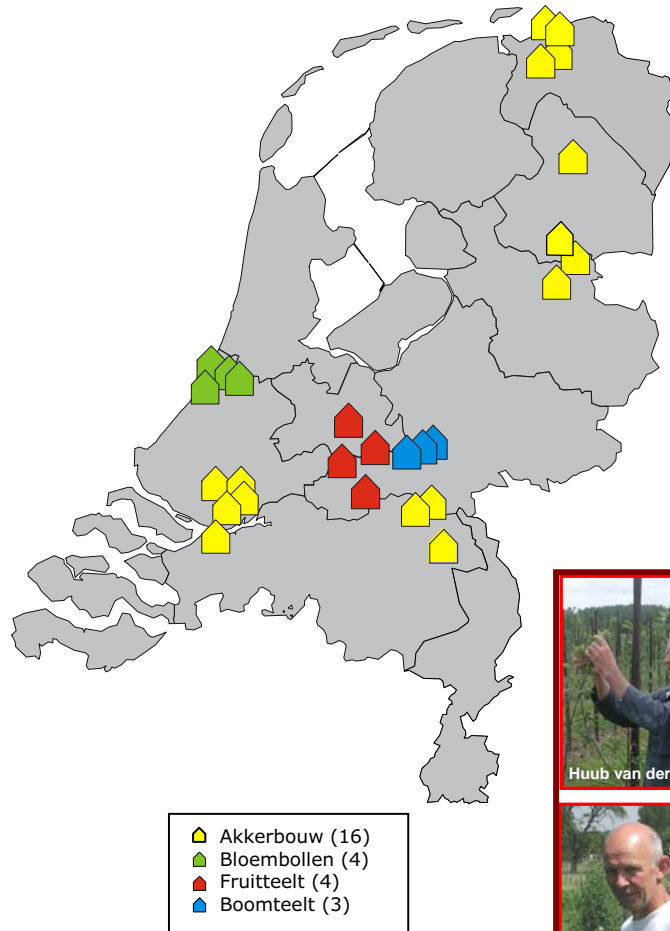 Huub van der
Akkerbouw (16)
Bloembollen (4)
Fruitteelt (4)
Boomteelt (3)